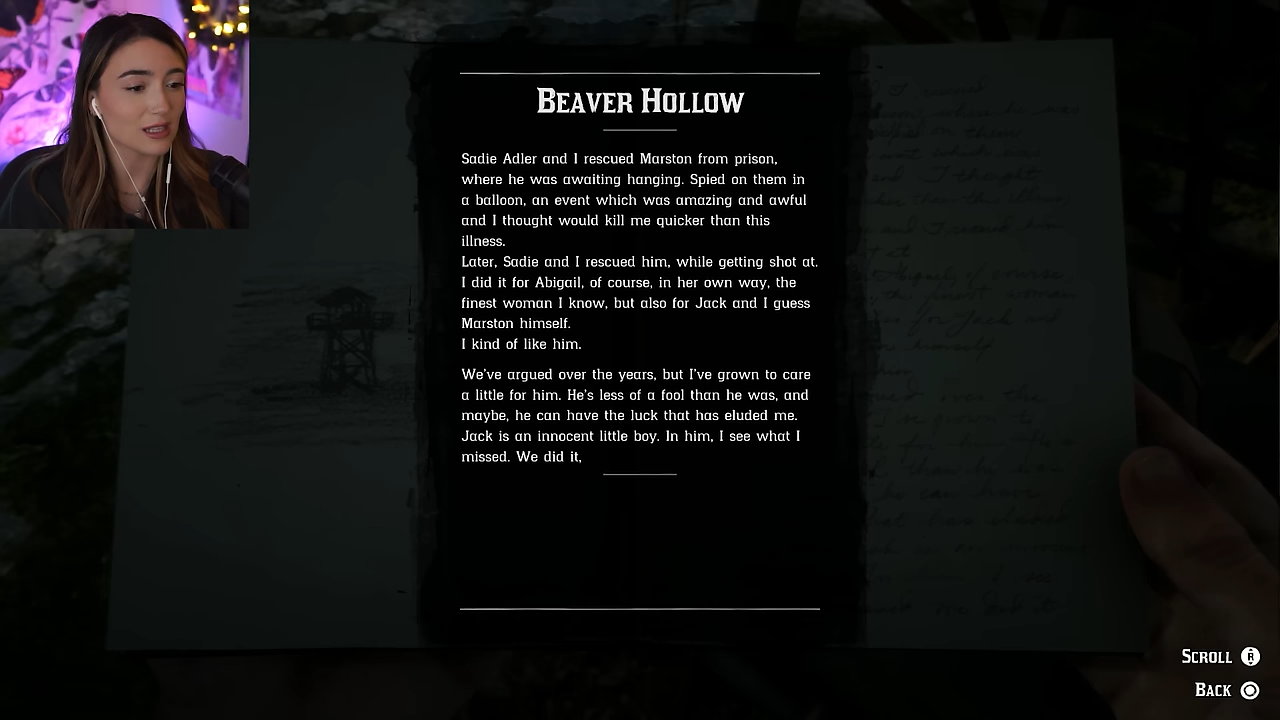 BEAVER HOLLOW
Sadie Adler and I rescued Marston from prison,
where he was awaiting hanging. Spied on them in
a balloon, an event which was amazing and awful
and I thought would kill me quicker than this
illness.
Later, Sadie and I rescued him, while getting shot at.
I did it for Abigail, of course, in her own way, the
finest woman I know, but also for Jack and I guess
Marston himself.
I kind of like him.
We've argued over the years, but I've grown to care
a little for him. He's less of a fool than he was, and
maybe, he can have the luck that has eluded me.
Jack is an innocent little boy. In him, I see what I
missed. We did it,
SCROLL R
BACK